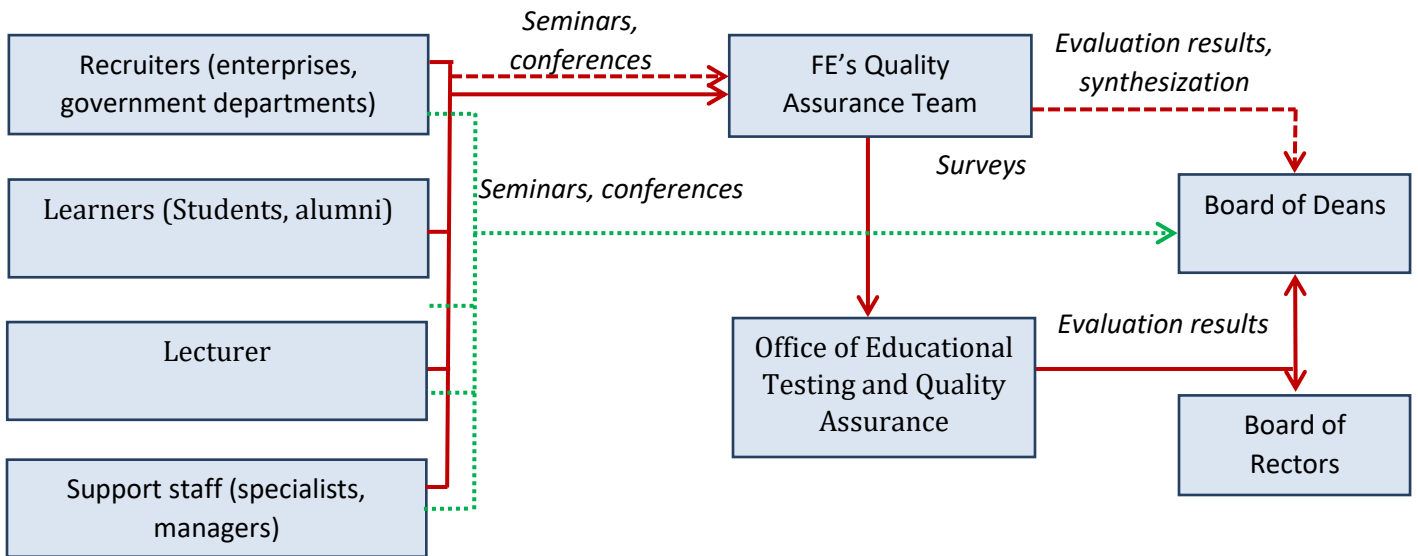 Seminars,
conferences
Recruiters (enterprises,
government departments)
FE's Quality
Assurance Team
Evaluation results,
synthesization
Surveys
Learners (Students, alumni)
Seminars, conferences
Board of Deans
Lecturer
Office of Educational
Testing and Quality
Assurance
Evaluation results
Board of
Rectors
Support staff (specialists,
managers)